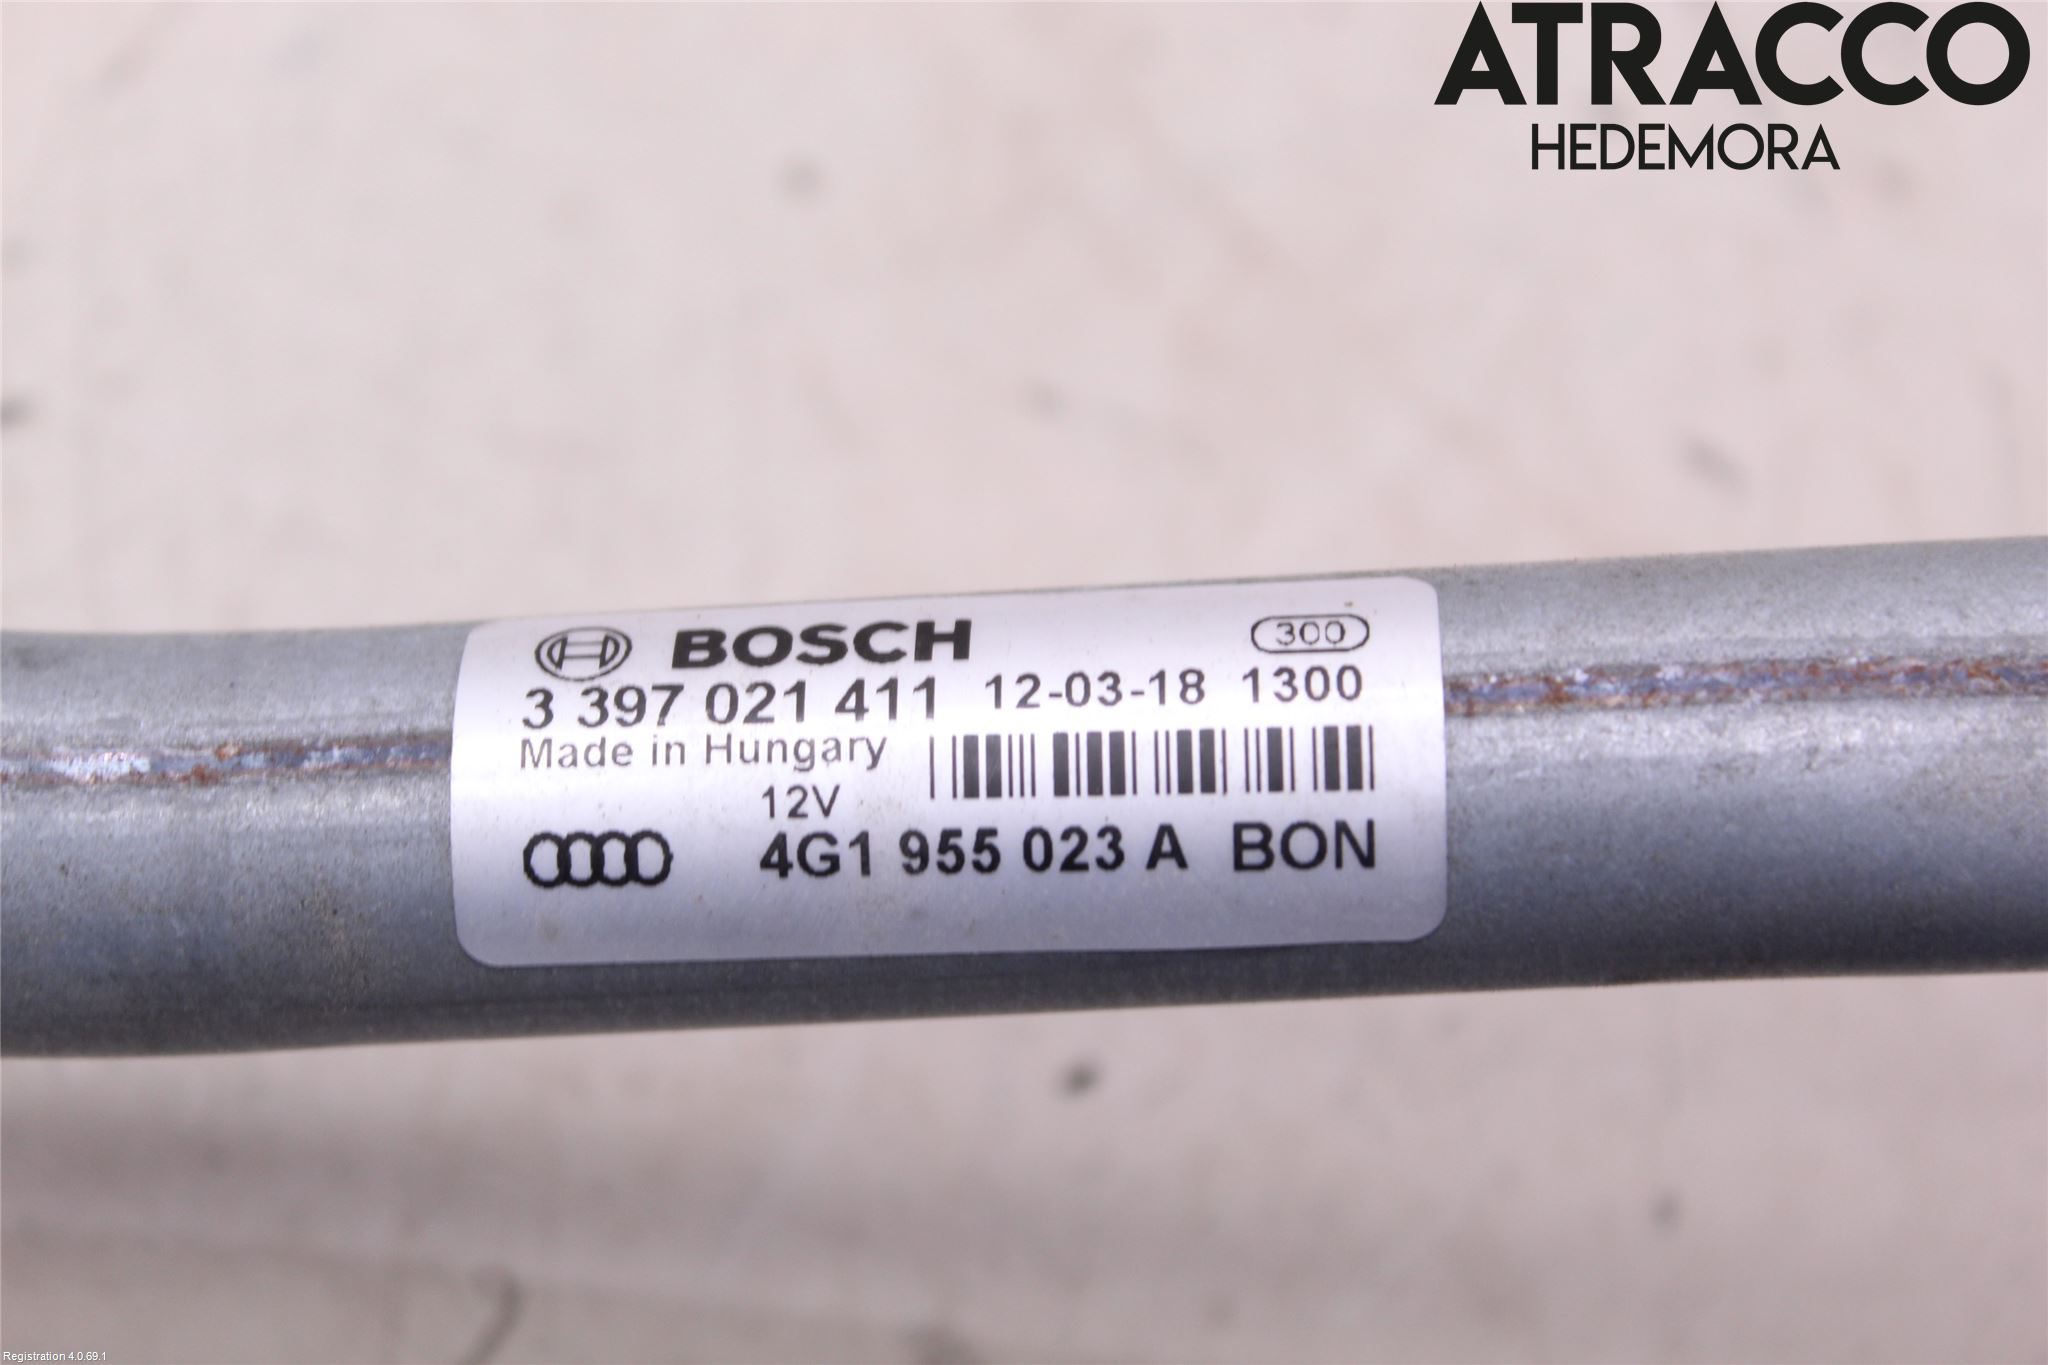 ATRACCO
HEDEMORA
BOSCH 300
3 397 021 411 12-03-18 1300
Made in Hungary
12V
4G1 955 023 A BON
Registration 4.0.69.1